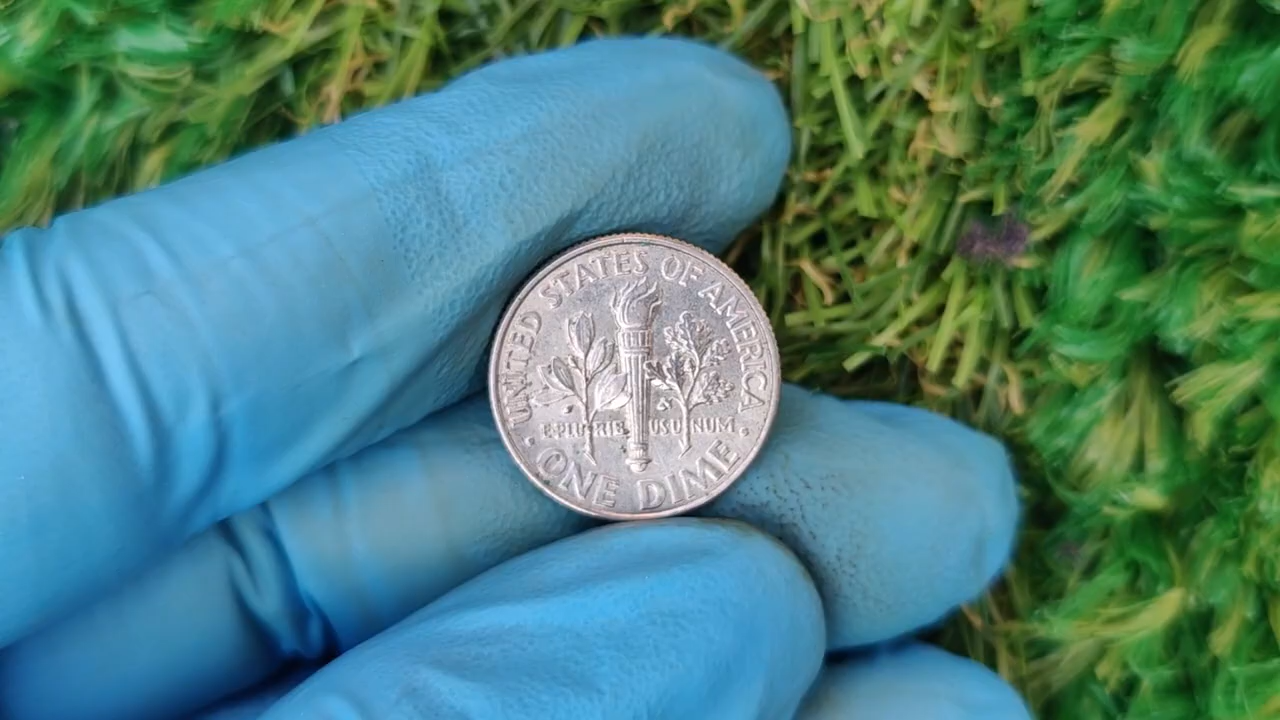 UNITED STATES OF AMERICA
E PLURIBUS UNUM
• ONE DIME •